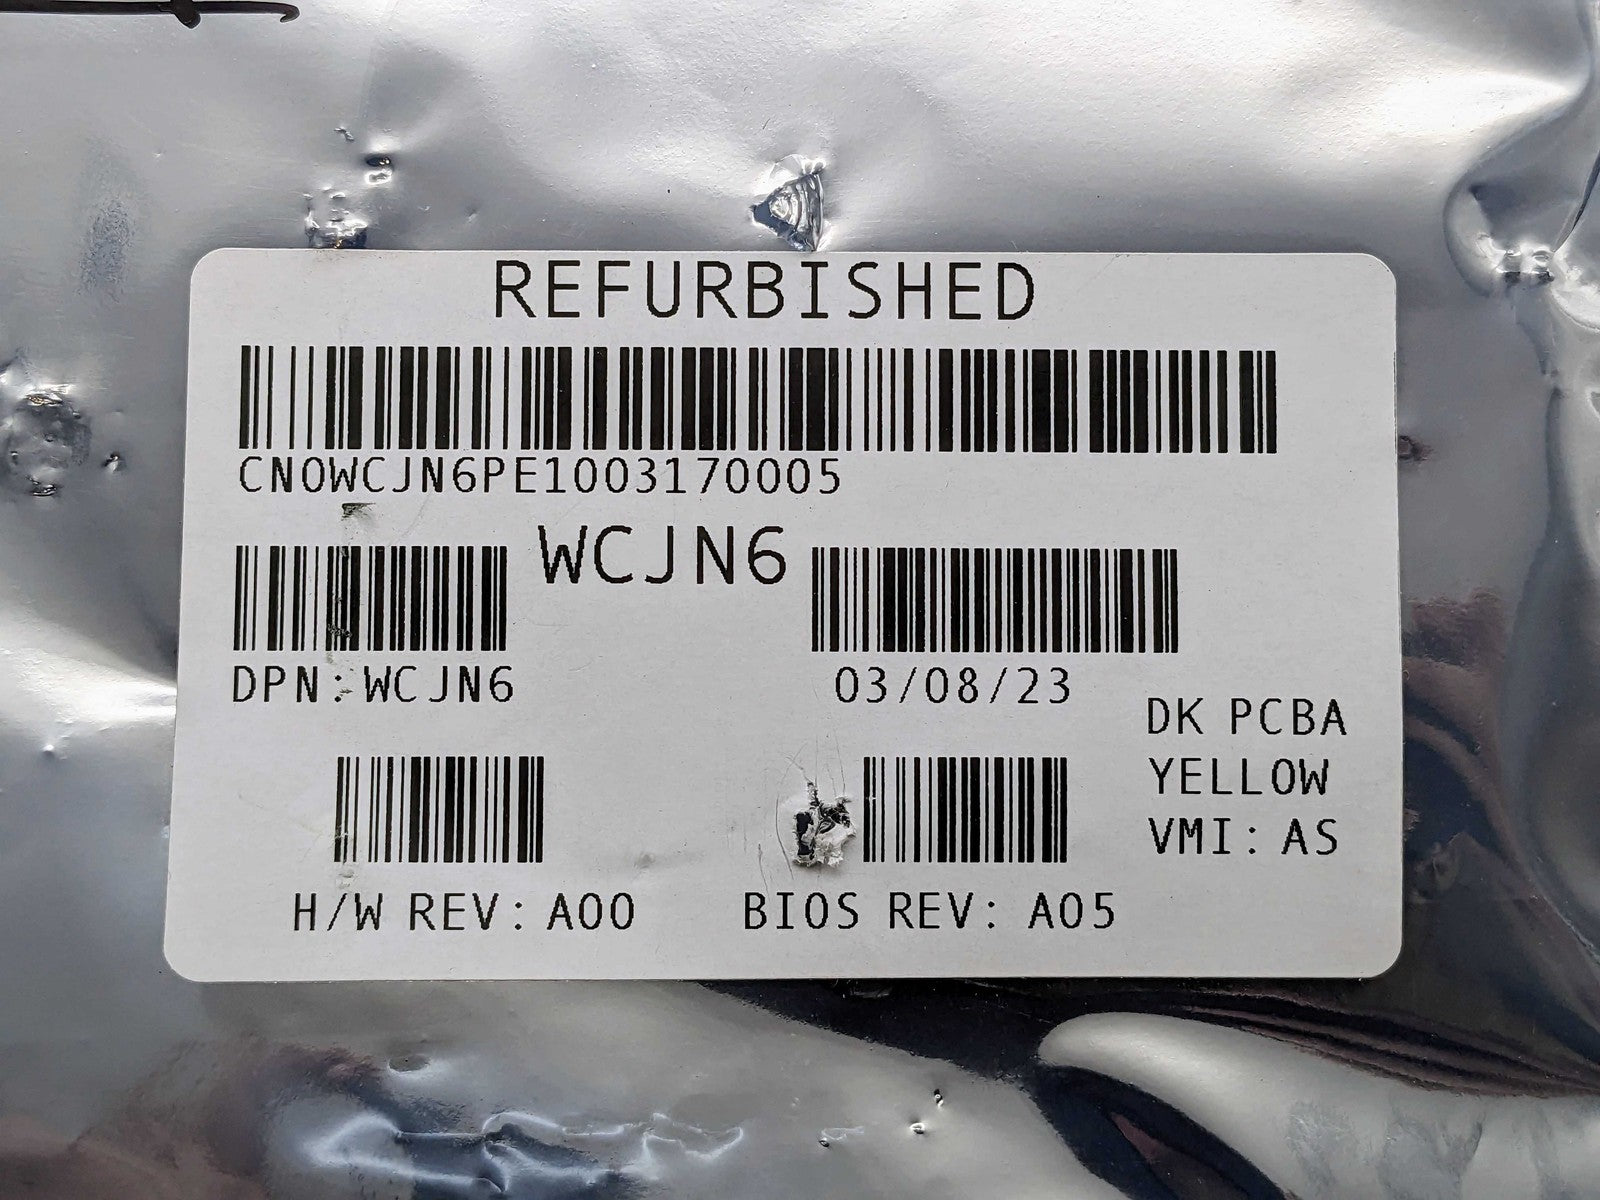 REFURBISHED
CN0WCJN6PE1003170005
WCJN6
DPN: WCJN6
03/08/23
DK PCBA
YELLOW
VMI: AS
H/W REV: A00
BIOS REV: A05